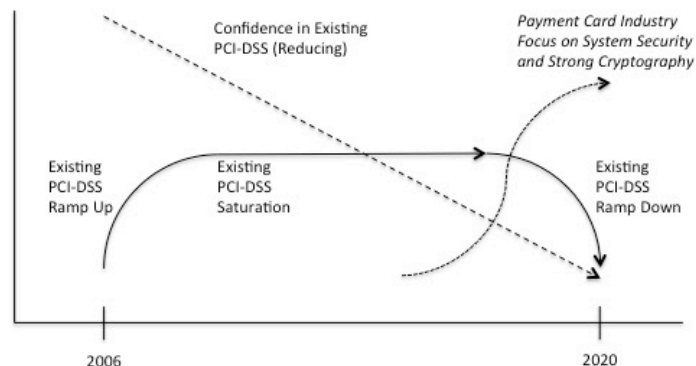 Confidence in Existing
PCI-DSS (Reducing)
Payment Card Industry
Focus on System Security
and Strong Cryptography
Existing
PCI-DSS
Ramp Up
Existing
PCI-DSS
Saturation
Existing
PCI-DSS
Ramp Down
2006
2020